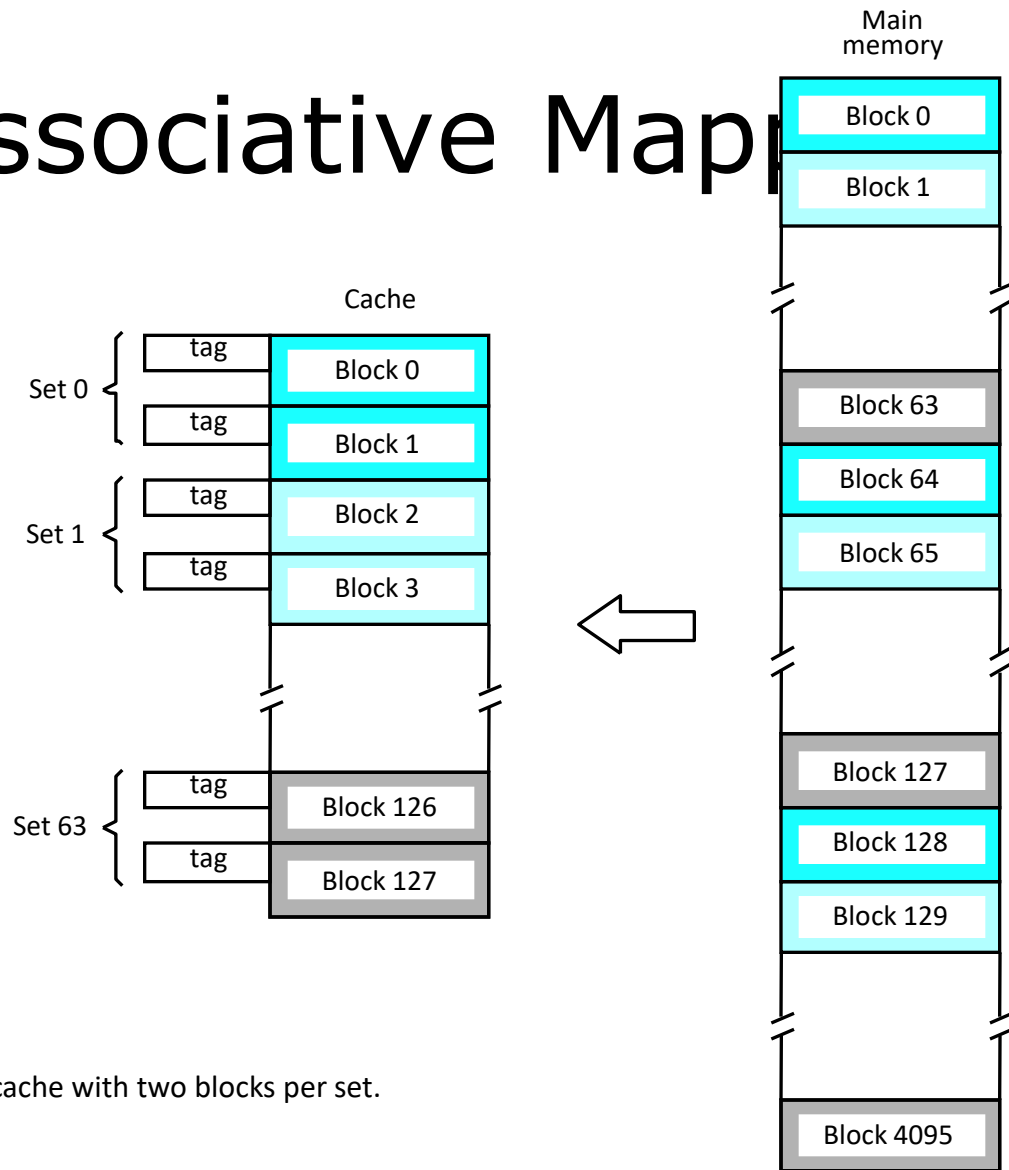 Main
memory
ssociative Mapp
Block 0
Block 1
Cache
Set 0
tag
Block 0
tag
Block 1
Set 1
tag
Block 2
tag
Block 3
Set 63
tag
Block 126
tag
Block 127
Block 63
Block 64
Block 65
Block 127
Block 128
Block 129
Block 4095
cache with two blocks per set.